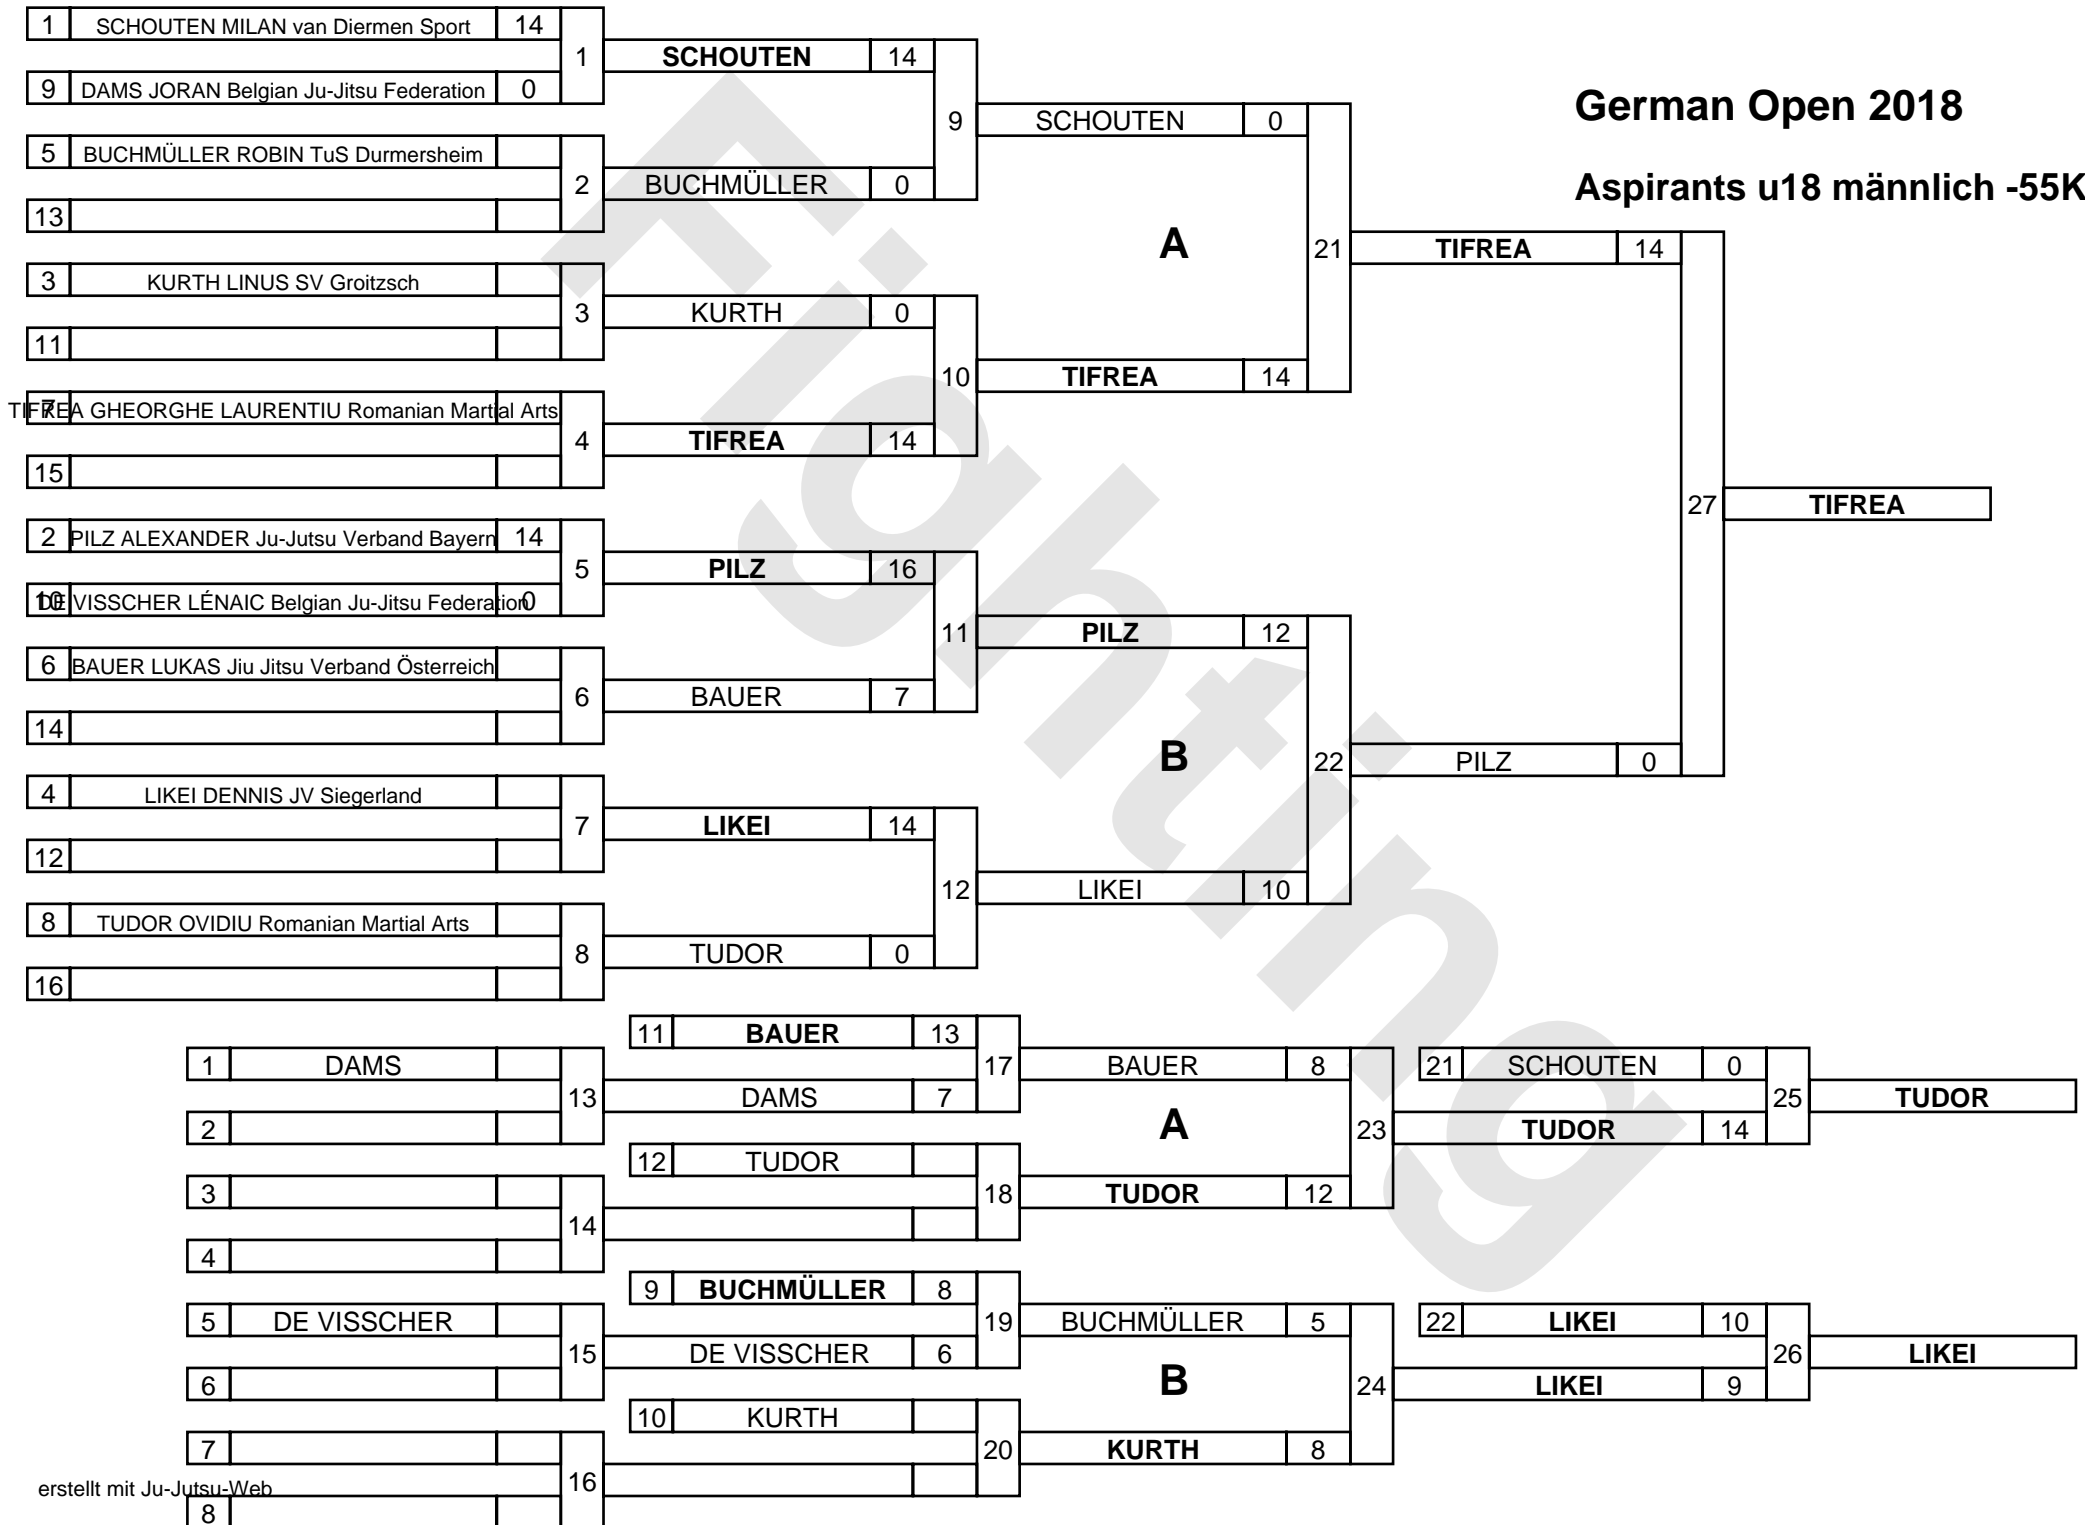 German Open 2018
Aspirants u18 männlich -55K
1 SCHOUTEN MILAN van Diermen Sport 14
9 DAMS JORAN Belgian Ju-Jitsu Federation 0
1
5 BUCHMÜLLER ROBIN TuS Durmersheim
13
2
3 KURTH LINUS SV Groitzsch
11
3
7 TIFREA GHEORGHE LAURENTIU Romanian Martial Arts
15
4
2 PILZ ALEXANDER Ju-Jutsu Verband Bayern 14
10 DE VISSCHER LÉNAIC Belgian Ju-Jitsu Federation 0
5
6 BAUER LUKAS Jiu Jitsu Verband Österreich
14
6
4 LIKEI DENNIS JV Siegerland
12
7
8 TUDOR OVIDIU Romanian Martial Arts
16
8
SCHOUTEN 14
BUCHMÜLLER 0
9
KURTH 0
TIFREA 14
10
PILZ 16
BAUER 7
11
LIKEI 14
TUDOR 0
12
SCHOUTEN 0
A
TIFREA 14
21
PILZ 12
B
LIKEI 10
22
TIFREA 14
PILZ 0
27
TIFREA
1 DAMS
2
13
3
4
14
5 DE VISSCHER
6
15
7
8
16
11 BAUER 13
DAMS 7
17
12 TUDOR
18
9 BUCHMÜLLER 8
DE VISSCHER 6
19
10 KURTH
20
BAUER 8
A
TUDOR 12
23
BUCHMÜLLER 5
B
KURTH 8
24
21 SCHOUTEN 0
TUDOR 14
25
TUDOR
22 LIKEI 10
LIKEI 9
26
LIKEI
erstellt mit Ju-Jutsu-Web
Fighting